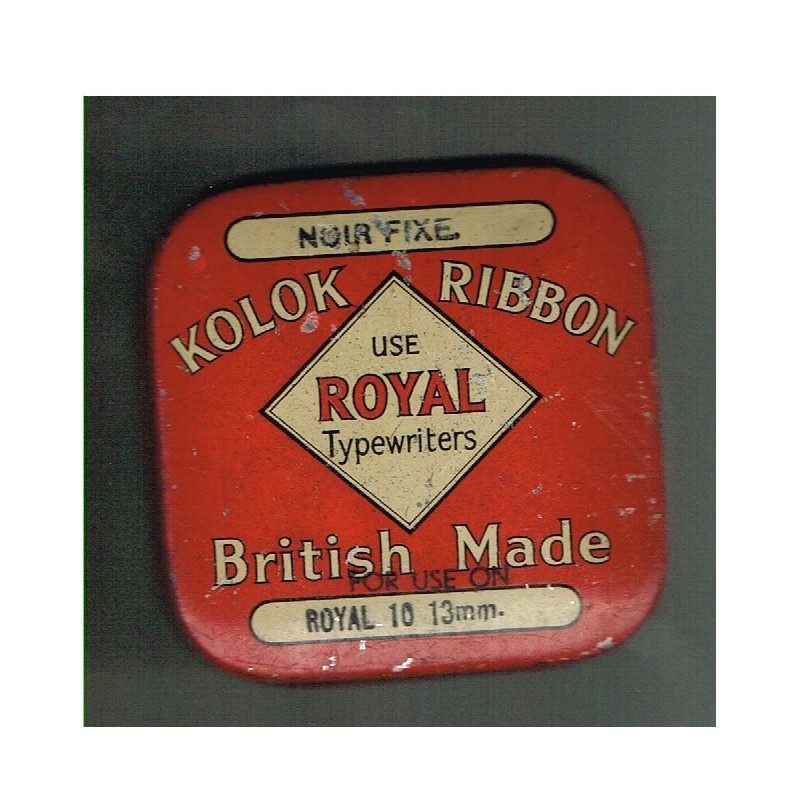 NOIR FIXE.
KOLOK RIBBON
USE
ROYAL
Typewriters
British Made
FOR USE ON
ROYAL 10 13mm.